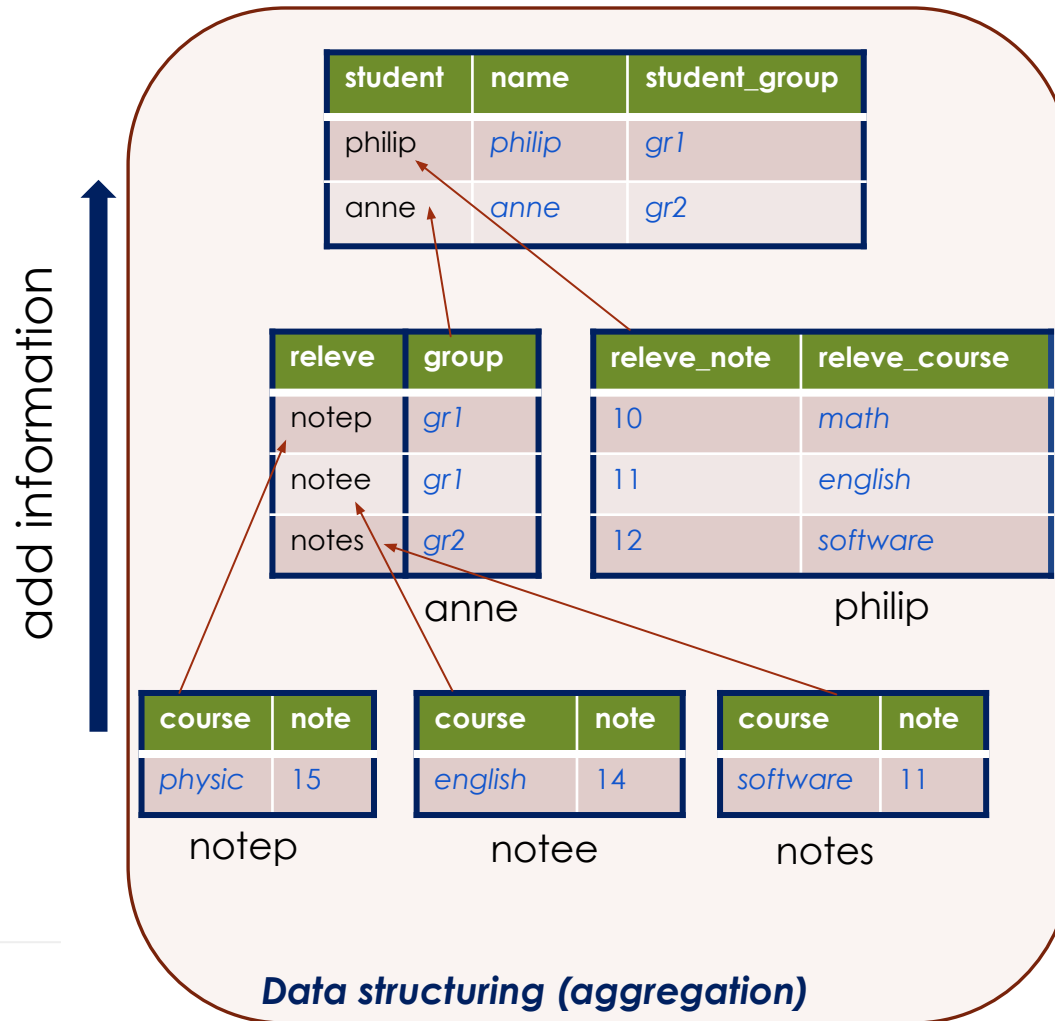 student name student_group
philip philip gr1
anne anne gr2
add information
releve group
notep gr1
notee gr1
notes gr2
anne
releve_note releve_course
10 math
11 english
12 software
philip
course note
physic 15
notep
course note
english 14
notee
course note
software 11
notes
Data structuring (aggregation)